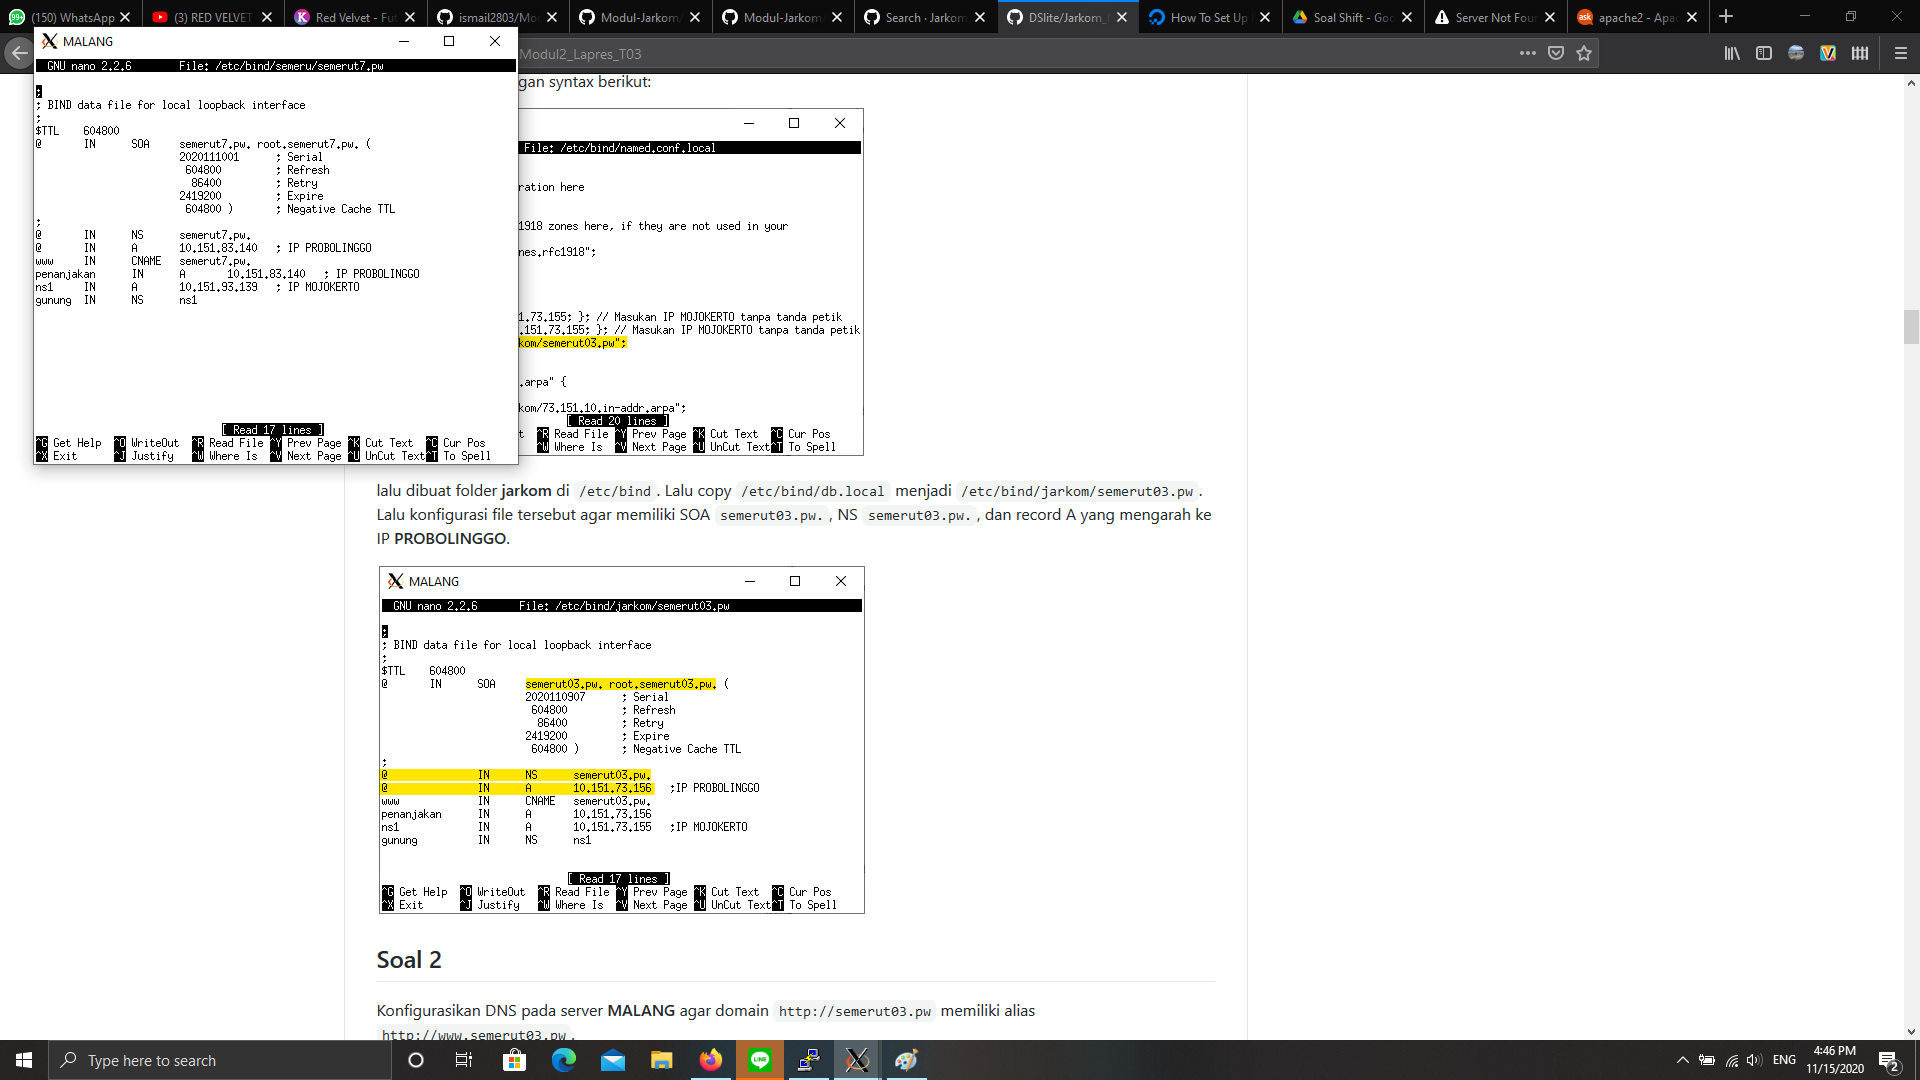 (150) WhatsApp
(3) RED VELVET
Red Velvet - Fu
ismail2803/Mo
Modul-Jarkom/
Modul-Jarkom,
Search · Jarkom
DSlite/Jarkom_
How To Set Up
Soal Shift - Goo
Server Not Four
apache2 - Apa
Modul2_Lapres_T03
MALANG
GNU nano 2.2.6 File: /etc/bind/semeru/semerut7.pw
;
; BIND data file for local loopback interface
;
$TTL 604800
@ IN SOA semerut7.pw. root.semerut7.pw. (
2020111001 ; Serial
604800 ; Refresh
86400 ; Retry
2419200 ; Expire
604800 ) ; Negative Cache TTL
;
@ IN NS semerut7.pw.
@ IN A 10.151.83.140 ; IP PROBOLINGGO
www IN CNAME semerut7.pw.
penanjakan IN A 10.151.83.140 ; IP PROBOLINGGO
ns1 IN A 10.151.93.139 ; IP MOJOKERTO
gunung IN NS ns1
[ Read 17 lines ]
^G Get Help ^O WriteOut ^R Read File ^Y Prev Page ^K Cut Text ^C Cur Pos
^X Exit ^J Justify ^W Where Is ^V Next Page ^U UnCut Text ^T To Spell
gan syntax berikut:
File: /etc/bind/named.conf.local
ration here
1918 zones here, if they are not used in your
nes.rfc1918";
1.73.155; }; // Masukan IP MOJOKERTO tanpa tanda petik
.151.73.155; }; // Masukan IP MOJOKERTO tanpa tanda petik
kom/semerut03.pw";
.arpa" {
kom/73.151.10.in-addr.arpa";
[ Read 20 lines ]
t ^R Read File ^Y Prev Page ^K Cut Text ^C Cur Pos
^W Where Is ^V Next Page ^U UnCut Text ^T To Spell
lalu dibuat folder jarkom di /etc/bind . Lalu copy /etc/bind/db.local menjadi /etc/bind/jarkom/semerut03.pw .
Lalu konfigurasi file tersebut agar memiliki SOA semerut03.pw. , NS semerut03.pw. , dan record A yang mengarah ke
IP PROBOLINGGO.
MALANG
GNU nano 2.2.6 File: /etc/bind/jarkom/semerut03.pw
;
; BIND data file for local loopback interface
;
$TTL 604800
@ IN SOA semerut03.pw. root.semerut03.pw. (
2020110907 ; Serial
604800 ; Refresh
86400 ; Retry
2419200 ; Expire
604800 ) ; Negative Cache TTL
;
@ IN NS semerut03.pw.
@ IN A 10.151.73.156 ;IP PROBOLINGGO
www IN CNAME semerut03.pw.
penanjakan IN A 10.151.73.156
ns1 IN A 10.151.73.155 ;IP MOJOKERTO
gunung IN NS ns1
[ Read 17 lines ]
^G Get Help ^O WriteOut ^R Read File ^Y Prev Page ^K Cut Text ^C Cur Pos
^X Exit ^J Justify ^W Where Is ^V Next Page ^U UnCut Text ^T To Spell
Soal 2
Konfigurasikan DNS pada server MALANG agar domain http://semerut03.pw memiliki alias
http://www.semerut03.pw .
Type here to search
LINE
ENG
4:46 PM
11/15/2020
2